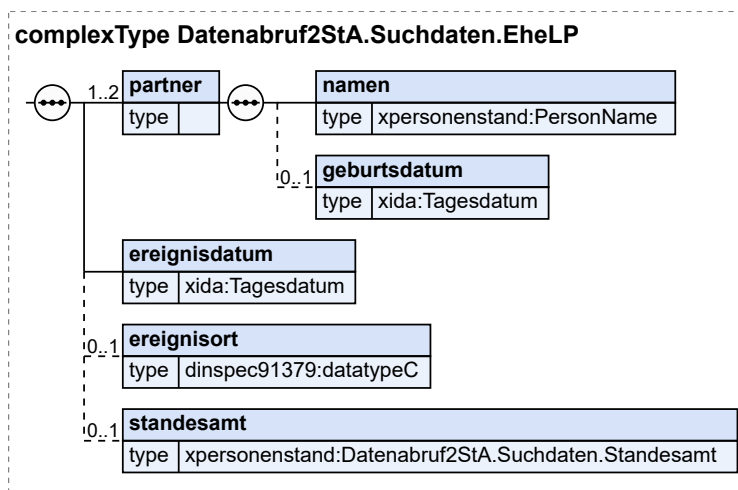 complexType Datenabruf2StA.Suchdaten.EheLP
1..2 partner
type
namen
type xpersonenstand:PersonName
0..1 geburtsdatum
type xida:Tagesdatum
ereignisdatum
type xida:Tagesdatum
0..1 ereignisort
type dinspec91379:datatypeC
0..1 standesamt
type xpersonenstand:Datenabruf2StA.Suchdaten.Standesamt